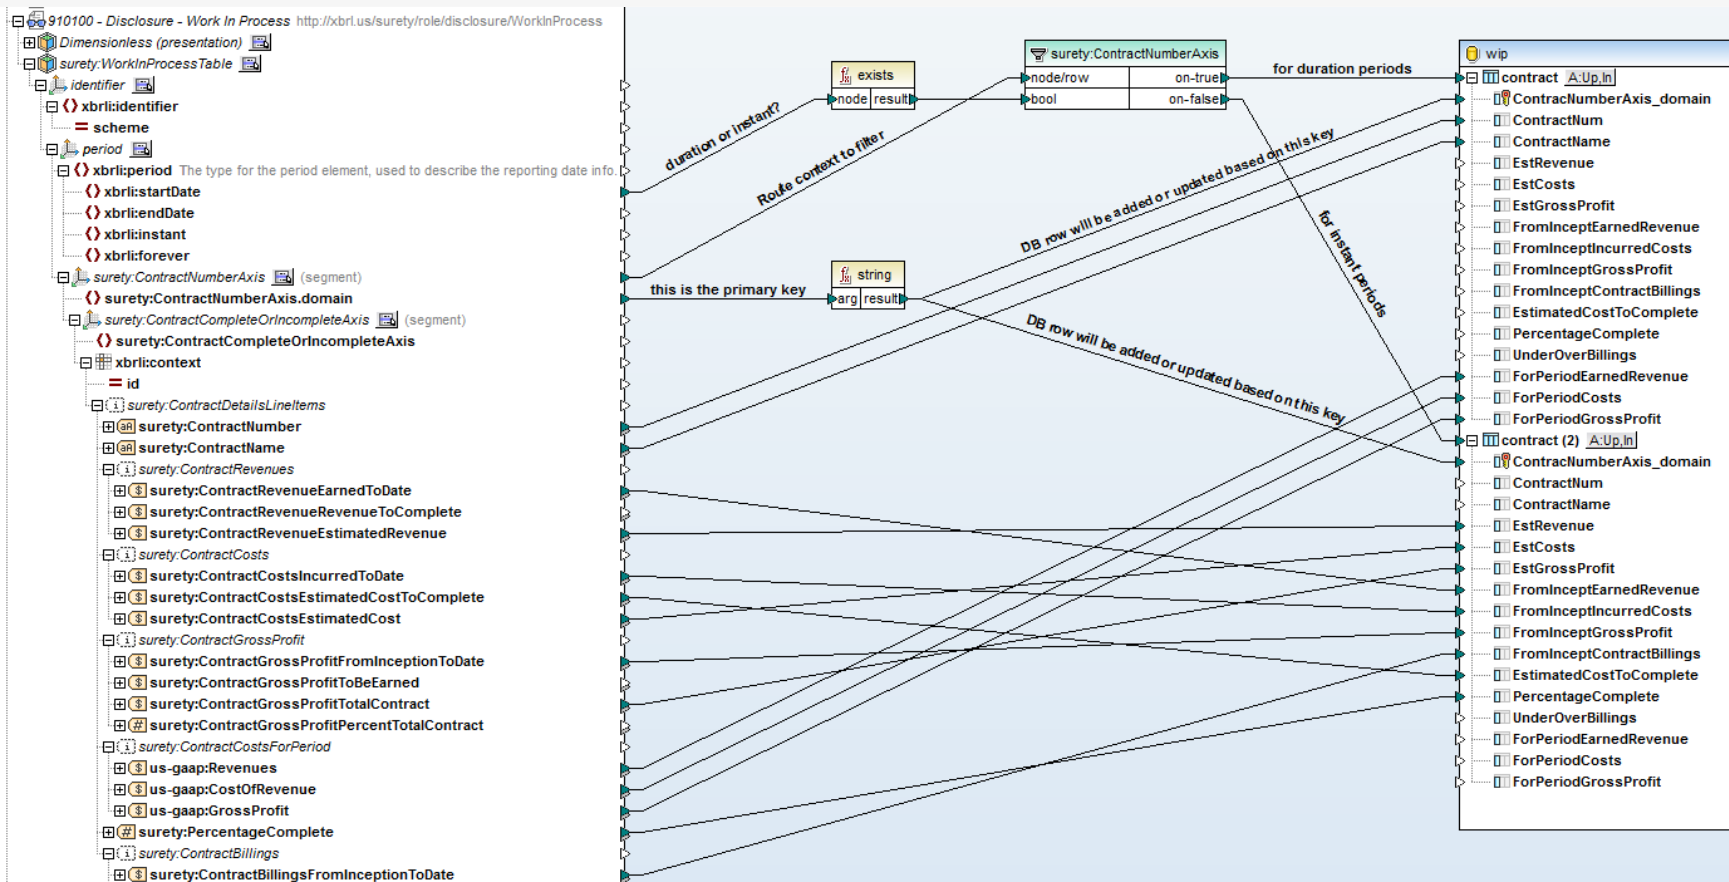 910100 - Disclosure - Work In Process http://xbrl.us/surety/role/disclosure/WorkInProcess
Dimensionless (presentation)
surety:WorkInProcessTable
identifier
xbrli:identifier
= scheme
period
xbrli:period The type for the period element, used to describe the reporting date info.
xbrli:startDate
xbrli:endDate
xbrli:instant
xbrli:forever
surety:ContractNumberAxis (segment)
surety:ContractNumberAxis.domain
surety:ContractCompleteOrIncompleteAxis (segment)
surety:ContractCompleteOrIncompleteAxis
xbrli:context
= id
surety:ContractDetailsLineItems
surety:ContractNumber
surety:ContractName
surety:ContractRevenues
surety:ContractRevenueEarnedToDate
surety:ContractRevenueRevenueToComplete
surety:ContractRevenueEstimatedRevenue
surety:ContractCosts
surety:ContractCostsIncurredToDate
surety:ContractCostsEstimatedCostToComplete
surety:ContractCostsEstimatedCost
surety:ContractGrossProfit
surety:ContractGrossProfitFromInceptionToDate
surety:ContractGrossProfitToBeEarned
surety:ContractGrossProfitTotalContract
surety:ContractGrossProfitPercentTotalContract
surety:ContractCostsForPeriod
us-gaap:Revenues
us-gaap:CostOfRevenue
us-gaap:GrossProfit
surety:PercentageComplete
surety:ContractBillings
surety:ContractBillingsFromInceptionToDate
duration or instant?
Route context to filter
this is the primary key
exists
node result
string
arg result
surety:ContractNumberAxis
node/row on-true
bool on-false
for duration periods
DB row will be added or updated based on this key
for instant periods
DB row will be added or updated based on this key
wip
contract A:Up,In
ContracNumberAxis_domain
ContractNum
ContractName
EstRevenue
EstCosts
EstGrossProfit
FromInceptEarnedRevenue
FromInceptIncurredCosts
FromInceptGrossProfit
FromInceptContractBillings
EstimatedCostToComplete
PercentageComplete
UnderOverBillings
ForPeriodEarnedRevenue
ForPeriodCosts
ForPeriodGrossProfit
contract (2) A:Up,In
ContracNumberAxis_domain
ContractNum
ContractName
EstRevenue
EstCosts
EstGrossProfit
FromInceptEarnedRevenue
FromInceptIncurredCosts
FromInceptGrossProfit
FromInceptContractBillings
EstimatedCostToComplete
PercentageComplete
UnderOverBillings
ForPeriodEarnedRevenue
ForPeriodCosts
ForPeriodGrossProfit